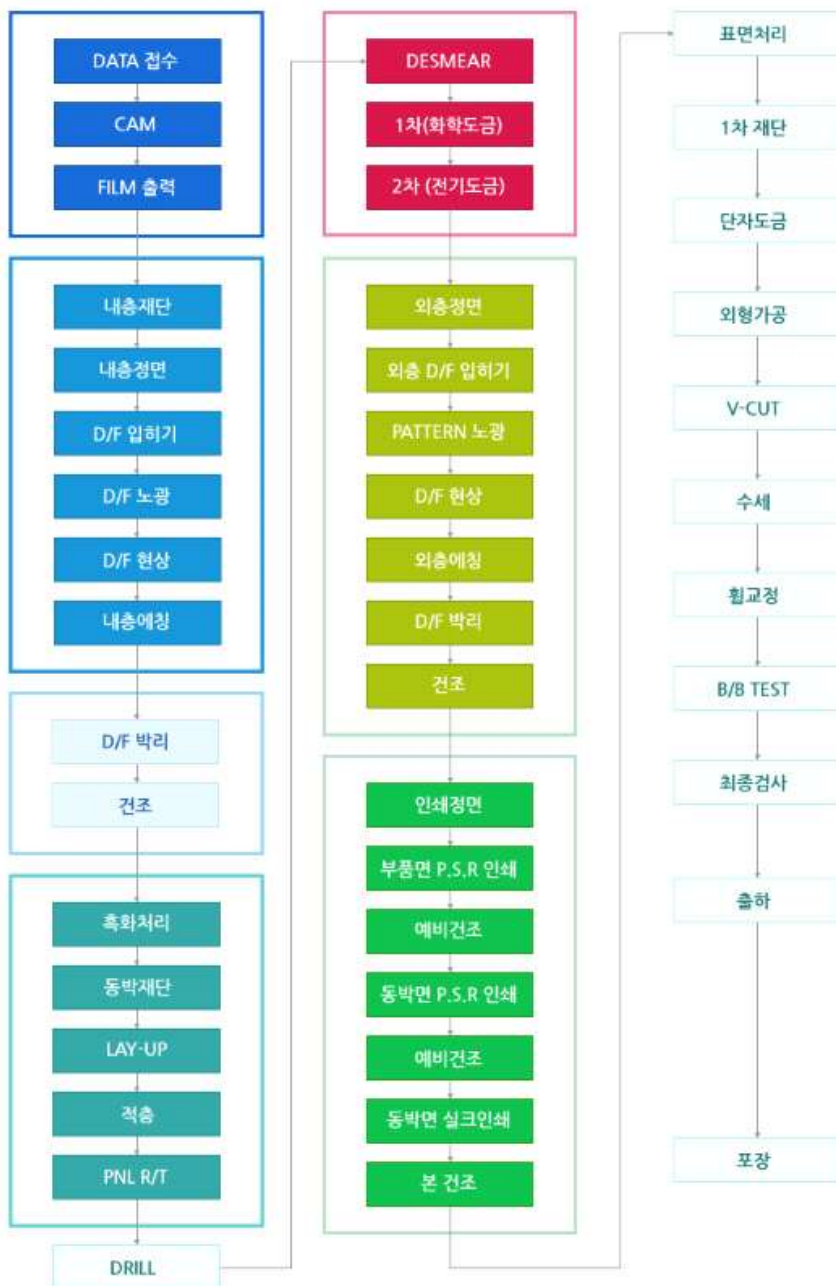 DATA 접수
CAM
FILM 출력
내층재단
내층정면
D/F 입히기
D/F 노광
D/F 현상
내층에칭
D/F 박리
건조
흑화처리
동박재단
LAY-UP
적층
PNL R/T
DRILL
DESMEAR
1차(화학도금)
2차 (전기도금)
외층정면
외층 D/F 입히기
PATTERN 노광
D/F 현상
외층에칭
D/F 박리
건조
인쇄정면
부품면 P.S.R 인쇄
예비건조
동박면 P.S.R 인쇄
예비건조
동박면 실크인쇄
본 건조
표면처리
1차 재단
단자도금
외형가공
V-CUT
수세
휨교정
B/B TEST
최종검사
출하
포장